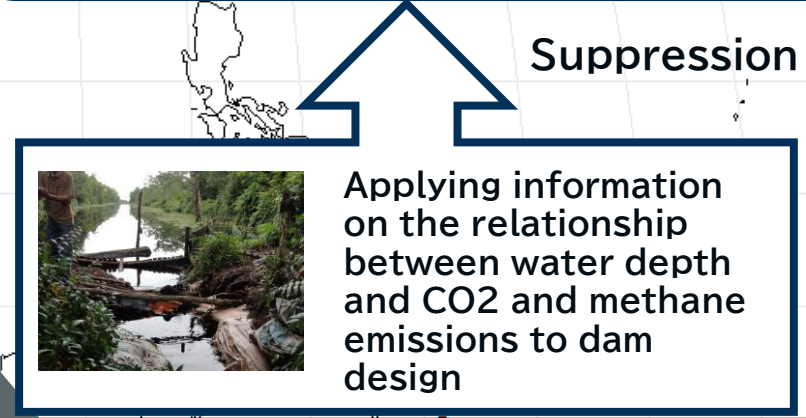 Suppression
Applying information
on the relationship
between water depth
and CO2 and methane
emissions to dam
design